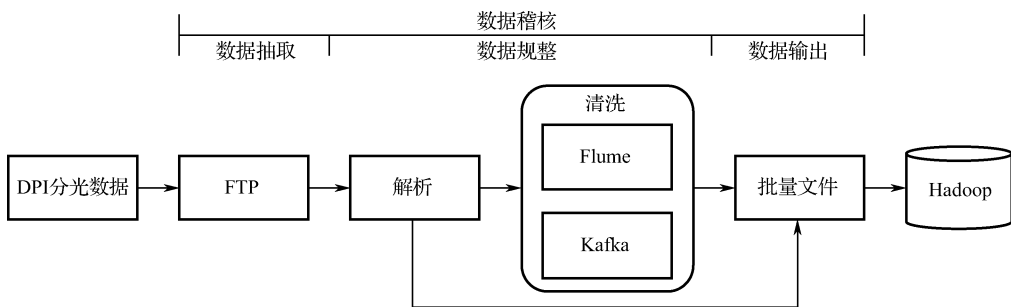 数据稽核
数据抽取
数据规整
数据输出
清洗
DPI分光数据
FTP
解析
Flume
Kafka
批量文件
Hadoop